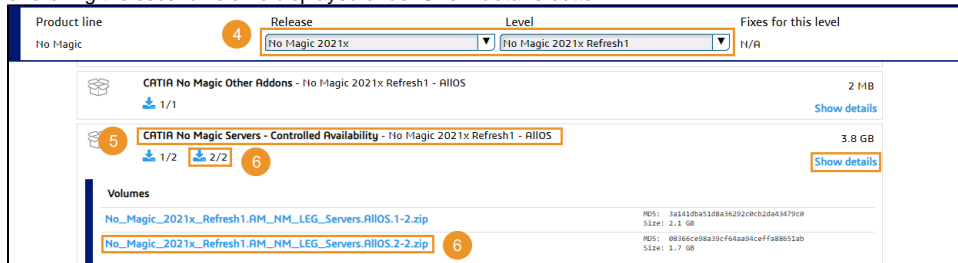 Product line Release Level Fixes for this level
No Magic 4 No Magic 2021x No Magic 2021x Refresh1 N/A
CATIA No Magic Other Addons - No Magic 2021x Refresh1 - AllOS 2 MB
1/1 Show details
5 CATIA No Magic Servers - Controlled Availability - No Magic 2021x Refresh1 - AllOS 3.8 GB
1/2 2/2 6 Show details
Volumes
No_Magic_2021x_Refresh1.AM_NM_LEG_Servers.AllOS.1-2.zip MD5: 3a141dba51d8a36292c0cb2da43479c0
Size: 2.1 GB
No_Magic_2021x_Refresh1.AM_NM_LEG_Servers.AllOS.2-2.zip 6 MD5: 08366ce98a39cf64aa94ceffa88651ab
Size: 1.7 GB